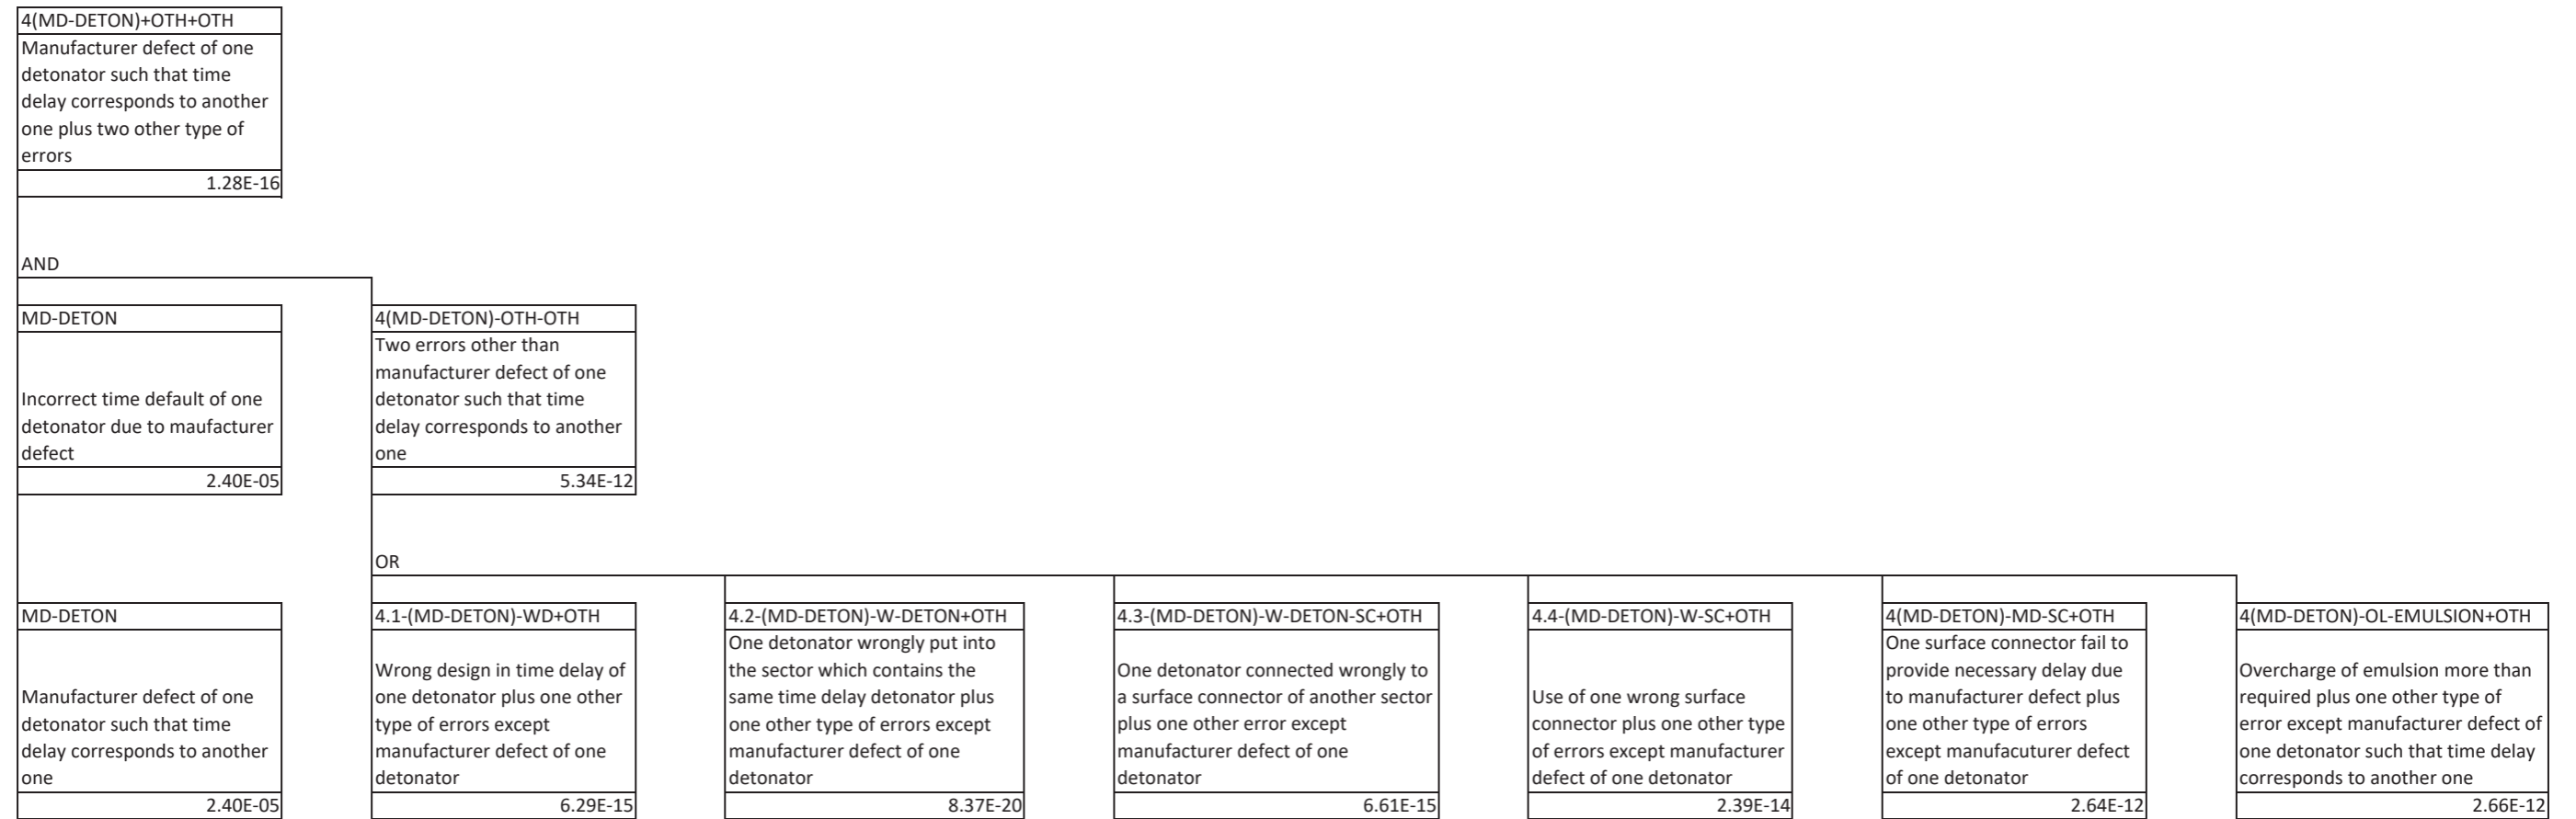 4(MD-DETON)+OTH+OTH
Manufacturer defect of one
detonator such that time
delay corresponds to another
one plus two other type of
errors
1.28E-16
AND
MD-DETON
Incorrect time default of one
detonator due to maufacturer
defect
2.40E-05
4(MD-DETON)-OTH-OTH
Two errors other than
manufacturer defect of one
detonator such that time
delay corresponds to another
one
5.34E-12
OR
MD-DETON
Manufacturer defect of one
detonator such that time
delay corresponds to another
one
2.40E-05
4.1-(MD-DETON)-WD+OTH
Wrong design in time delay of
one detonator plus one other
type of errors except
manufacturer defect of one
detonator
6.29E-15
4.2-(MD-DETON)-W-DETON+OTH
One detonator wrongly put into
the sector which contains the
same time delay detonator plus
one other type of errors except
manufacturer defect of one
detonator
8.37E-20
4.3-(MD-DETON)-W-DETON-SC+OTH
One detonator connected wrongly to
a surface connector of another sector
plus one other error except
manufacturer defect of one
detonator
6.61E-15
4.4-(MD-DETON)-W-SC+OTH
Use of one wrong surface
connector plus one other type
of errors except manufacturer
defect of one detonator
2.39E-14
4(MD-DETON)-MD-SC+OTH
One surface connector fail to
provide necessary delay due
to manufacturer defect plus
one other type of errors
except manufacuturer defect
of one detonator
2.64E-12
4(MD-DETON)-OL-EMULSION+OTH
Overcharge of emulsion more than
required plus one other type of
error except manufacturer defect of
one detonator such that time delay
corresponds to another one
2.66E-12